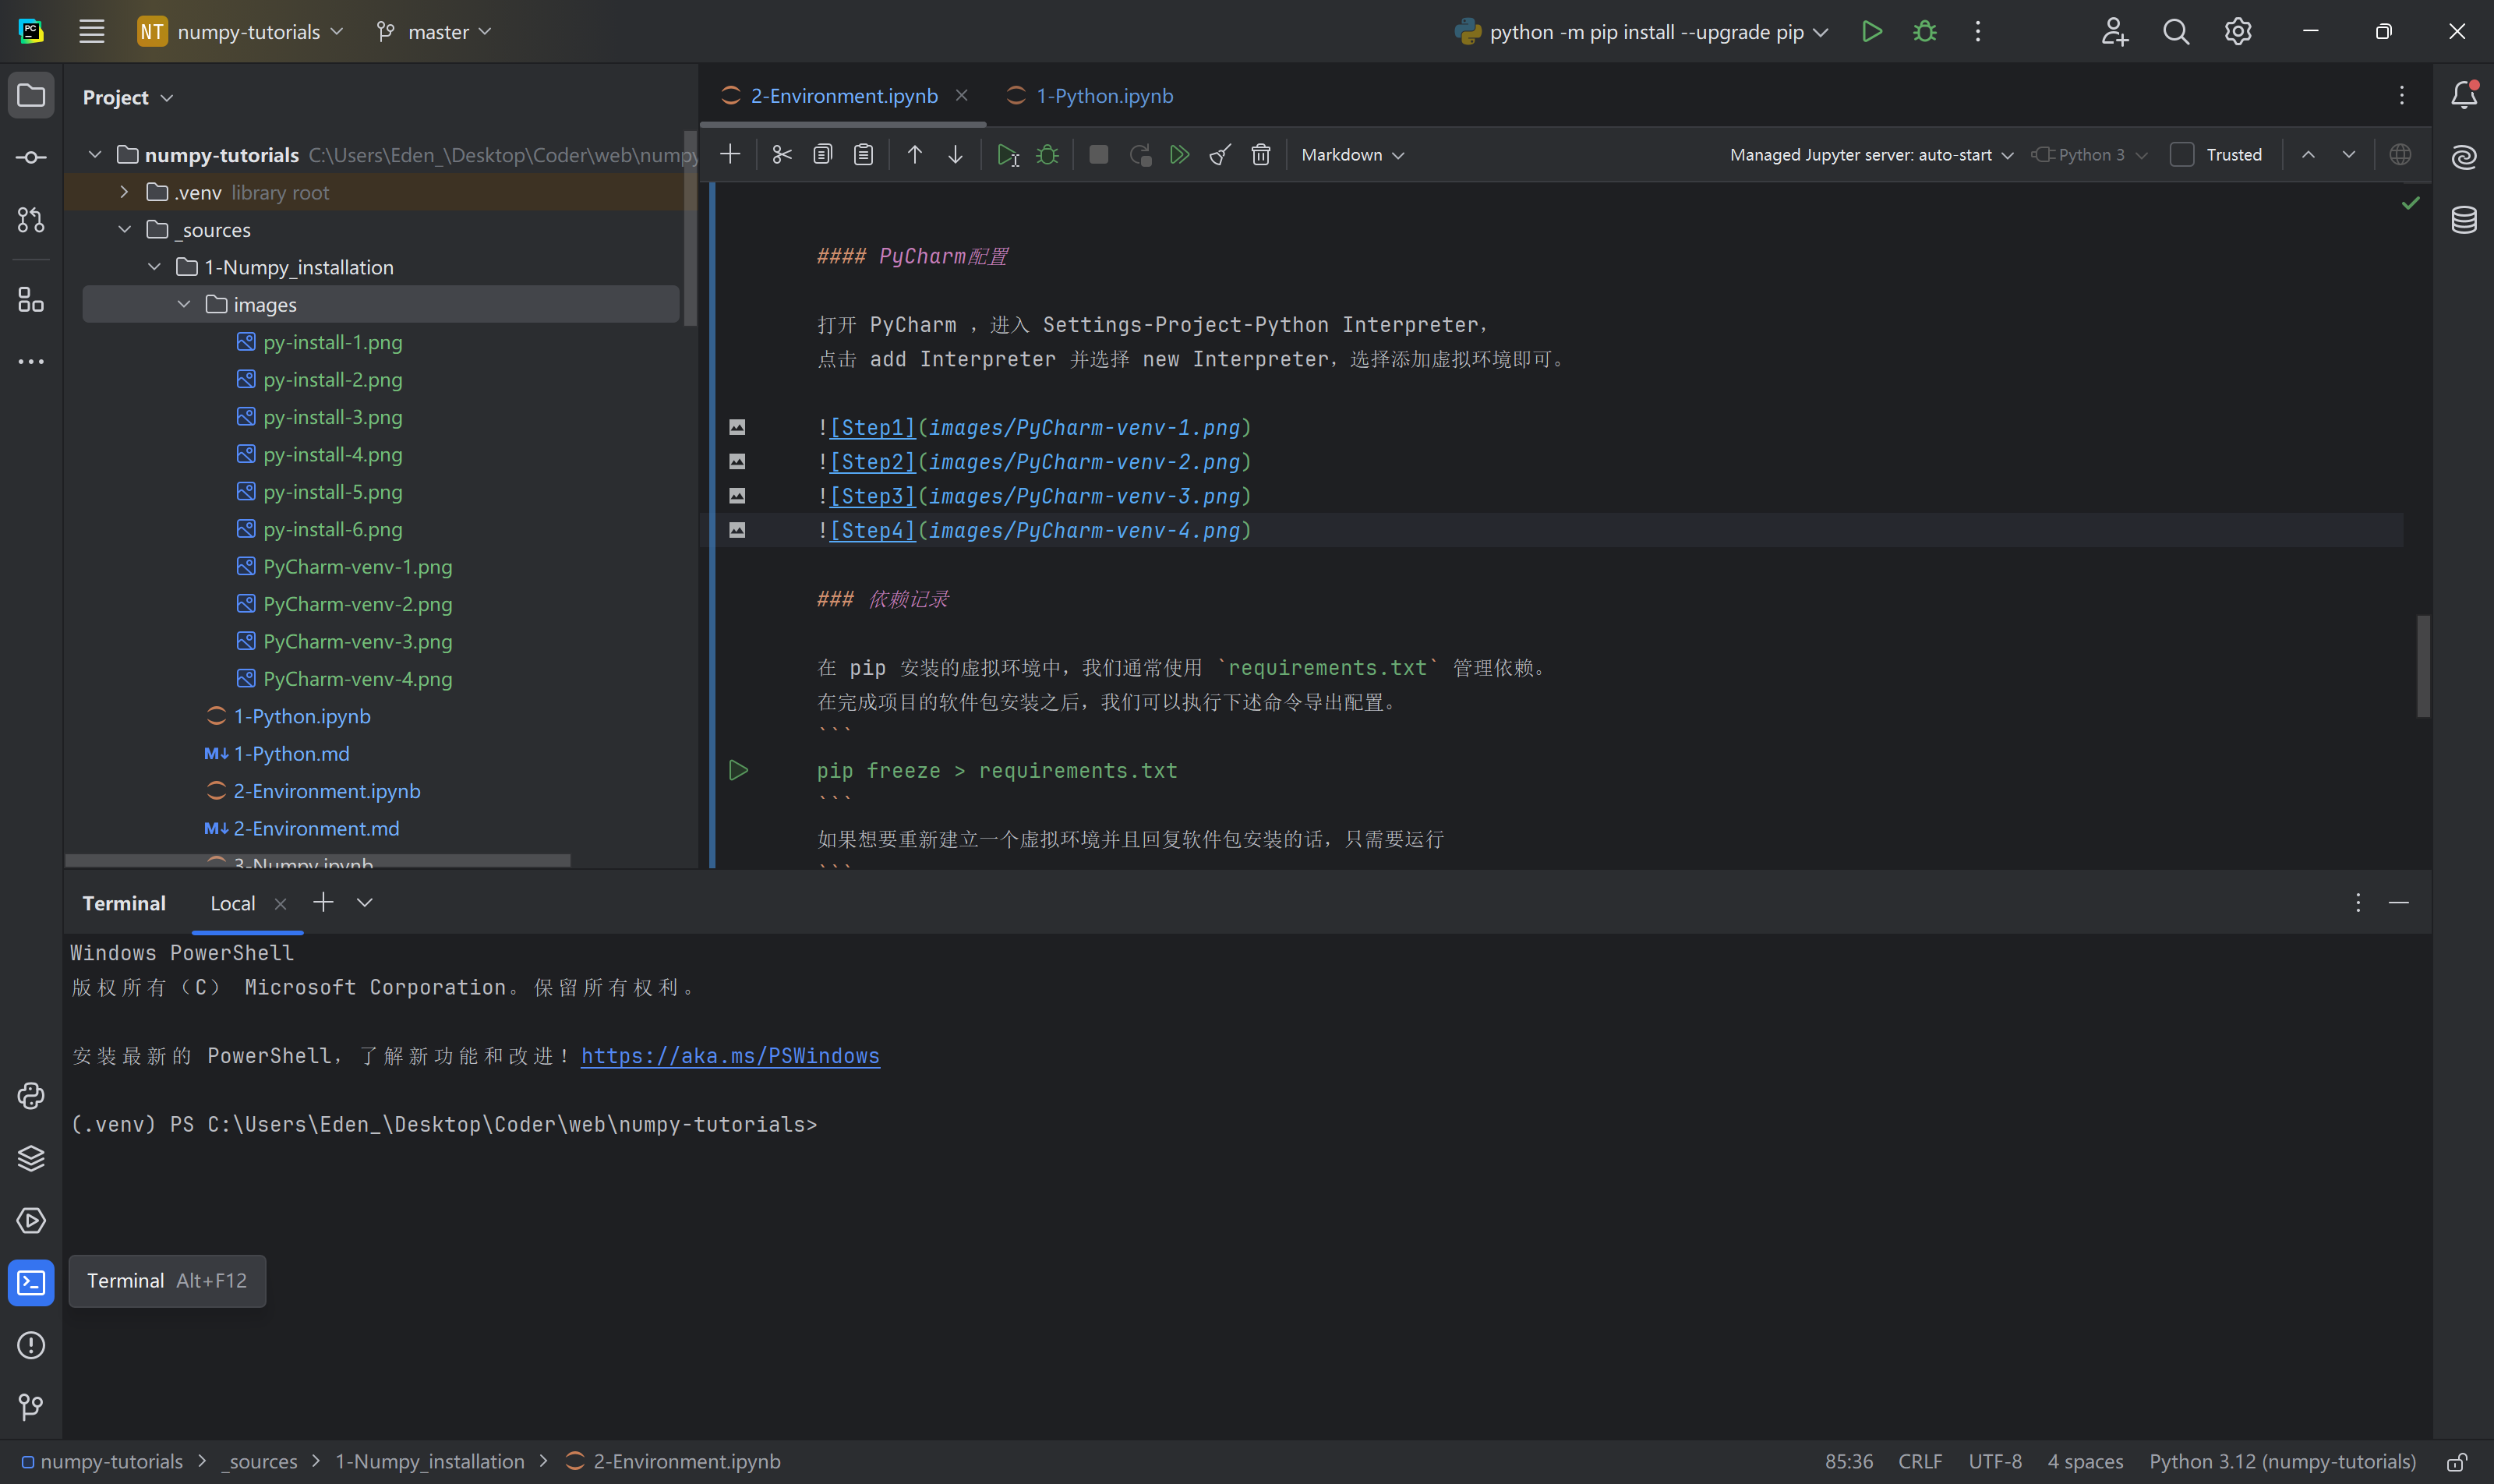 NT numpy-tutorials master python -m pip install --upgrade pip
Project
numpy-tutorials C:\Users\Eden_\Desktop\Coder\web\numpy
.venv library root
_sources
1-Numpy_installation
images
py-install-1.png
py-install-2.png
py-install-3.png
py-install-4.png
py-install-5.png
py-install-6.png
PyCharm-venv-1.png
PyCharm-venv-2.png
PyCharm-venv-3.png
PyCharm-venv-4.png
1-Python.ipynb
M↓ 1-Python.md
2-Environment.ipynb
M↓ 2-Environment.md
3-Numpy.ipynb
2-Environment.ipynb 1-Python.ipynb
Markdown Managed Jupyter server: auto-start Python 3 Trusted
#### PyCharm配置
打开 PyCharm ，进入 Settings-Project-Python Interpreter，
点击 add Interpreter 并选择 new Interpreter，选择添加虚拟环境即可。
![Step1](images/PyCharm-venv-1.png)
![Step2](images/PyCharm-venv-2.png)
![Step3](images/PyCharm-venv-3.png)
![Step4](images/PyCharm-venv-4.png)
### 依赖记录
在 pip 安装的虚拟环境中，我们通常使用 `requirements.txt` 管理依赖。
在完成项目的软件包安装之后，我们可以执行下述命令导出配置。
```
pip freeze > requirements.txt
```
如果想要重新建立一个虚拟环境并且回复软件包安装的话，只需要运行
```
Terminal Local
Windows PowerShell
版权所有（C） Microsoft Corporation。保留所有权利。
安装最新的 PowerShell，了解新功能和改进！https://aka.ms/PSWindows
(.venv) PS C:\Users\Eden_\Desktop\Coder\web\numpy-tutorials>
Terminal Alt+F12
numpy-tutorials > _sources > 1-Numpy_installation > 2-Environment.ipynb 85:36 CRLF UTF-8 4 spaces Python 3.12 (numpy-tutorials)